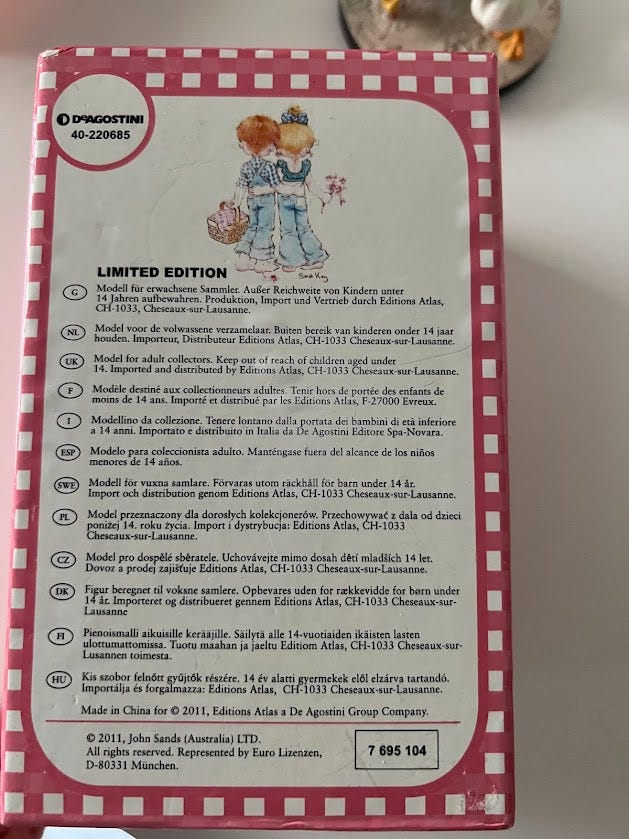 DeAGOSTINI
40-220685
Sarah Kay
LIMITED EDITION
G Modell für erwachsene Sammler. Außer Reichweite von Kindern unter
14 Jahren aufbewahren. Produktion, Import und Vertrieb durch Editions Atlas,
CH-1033, Cheseaux-sur-Lausanne.
NL Model voor de volwassene verzamelaar. Buiten bereik van kinderen onder 14 jaar
houden. Importeur, Distributeur Editions Atlas, CH-1033 Cheseaux-sur-Lausanne.
UK Model for adult collectors. Keep out of reach of children aged under
14. Imported and distributed by Editions Atlas, CH-1033 Cheseaux-sur-Lausanne.
F Modèle destiné aux collectionneurs adultes. Tenir hors de portée des enfants de
moins de 14 ans. Importé et distribué par les Editions Atlas, F-27000 Evreux.
I Modellino da collezione. Tenere lontano dalla portata dei bambini di età inferiore
a 14 anni. Importato e distribuito in Italia da De Agostini Editore Spa-Novara.
ESP Modelo para coleccionista adulto. Manténgase fuera del alcance de los niños
menores de 14 años.
SWE Modell för vuxna samlare. Förvaras utom räckhåll för barn under 14 år.
Import och distribution genom Editions Atlas, CH-1033 Cheseaux-sur-Lausanne.
PL Model przeznaczony dla dorosłych kolekcjonerów. Przechowywać z dala od dzieci
poniżej 14. roku życia. Import i dystrybucja: Editions Atlas, CH-1033
Cheseaux-sur-Lausanne.
CZ Model pro dospělé sběratele. Uchovávejte mimo dosah dětí mladších 14 let.
Dovoz a prodej zajišťuje Editions Atlas, CH-1033 Cheseaux-sur-Lausanne.
DK Figur beregnet til voksne samlere. Opbevares uden for rækkevidde for børn under
14 år. Importeret og distribueret gennem Editions Atlas, CH-1033 Cheseaux-sur-
Lausanne
FI Pienoismalli aikuisille kerääjille. Säilytä alle 14-vuotiaiden ikäisten lasten
ulottumattomissa. Tuotu maahan ja jaeltu Editiom Atlas, CH-1033 Cheseaux-sur-
Lusannen toimesta.
HU Kis szobor felnőtt gyűjtők részére. 14 év alatti gyermekek elől elzárva tartandó.
Importálja és forgalmazza: Editions Atlas, CH-1033 Cheseaux-sur-Lausanne.
Made in China for © 2011, Editions Atlas a De Agostini Group Company.
© 2011, John Sands (Australia) LTD.
All rights reserved. Represented by Euro Lizenzen,
D-80331 München.
7 695 104